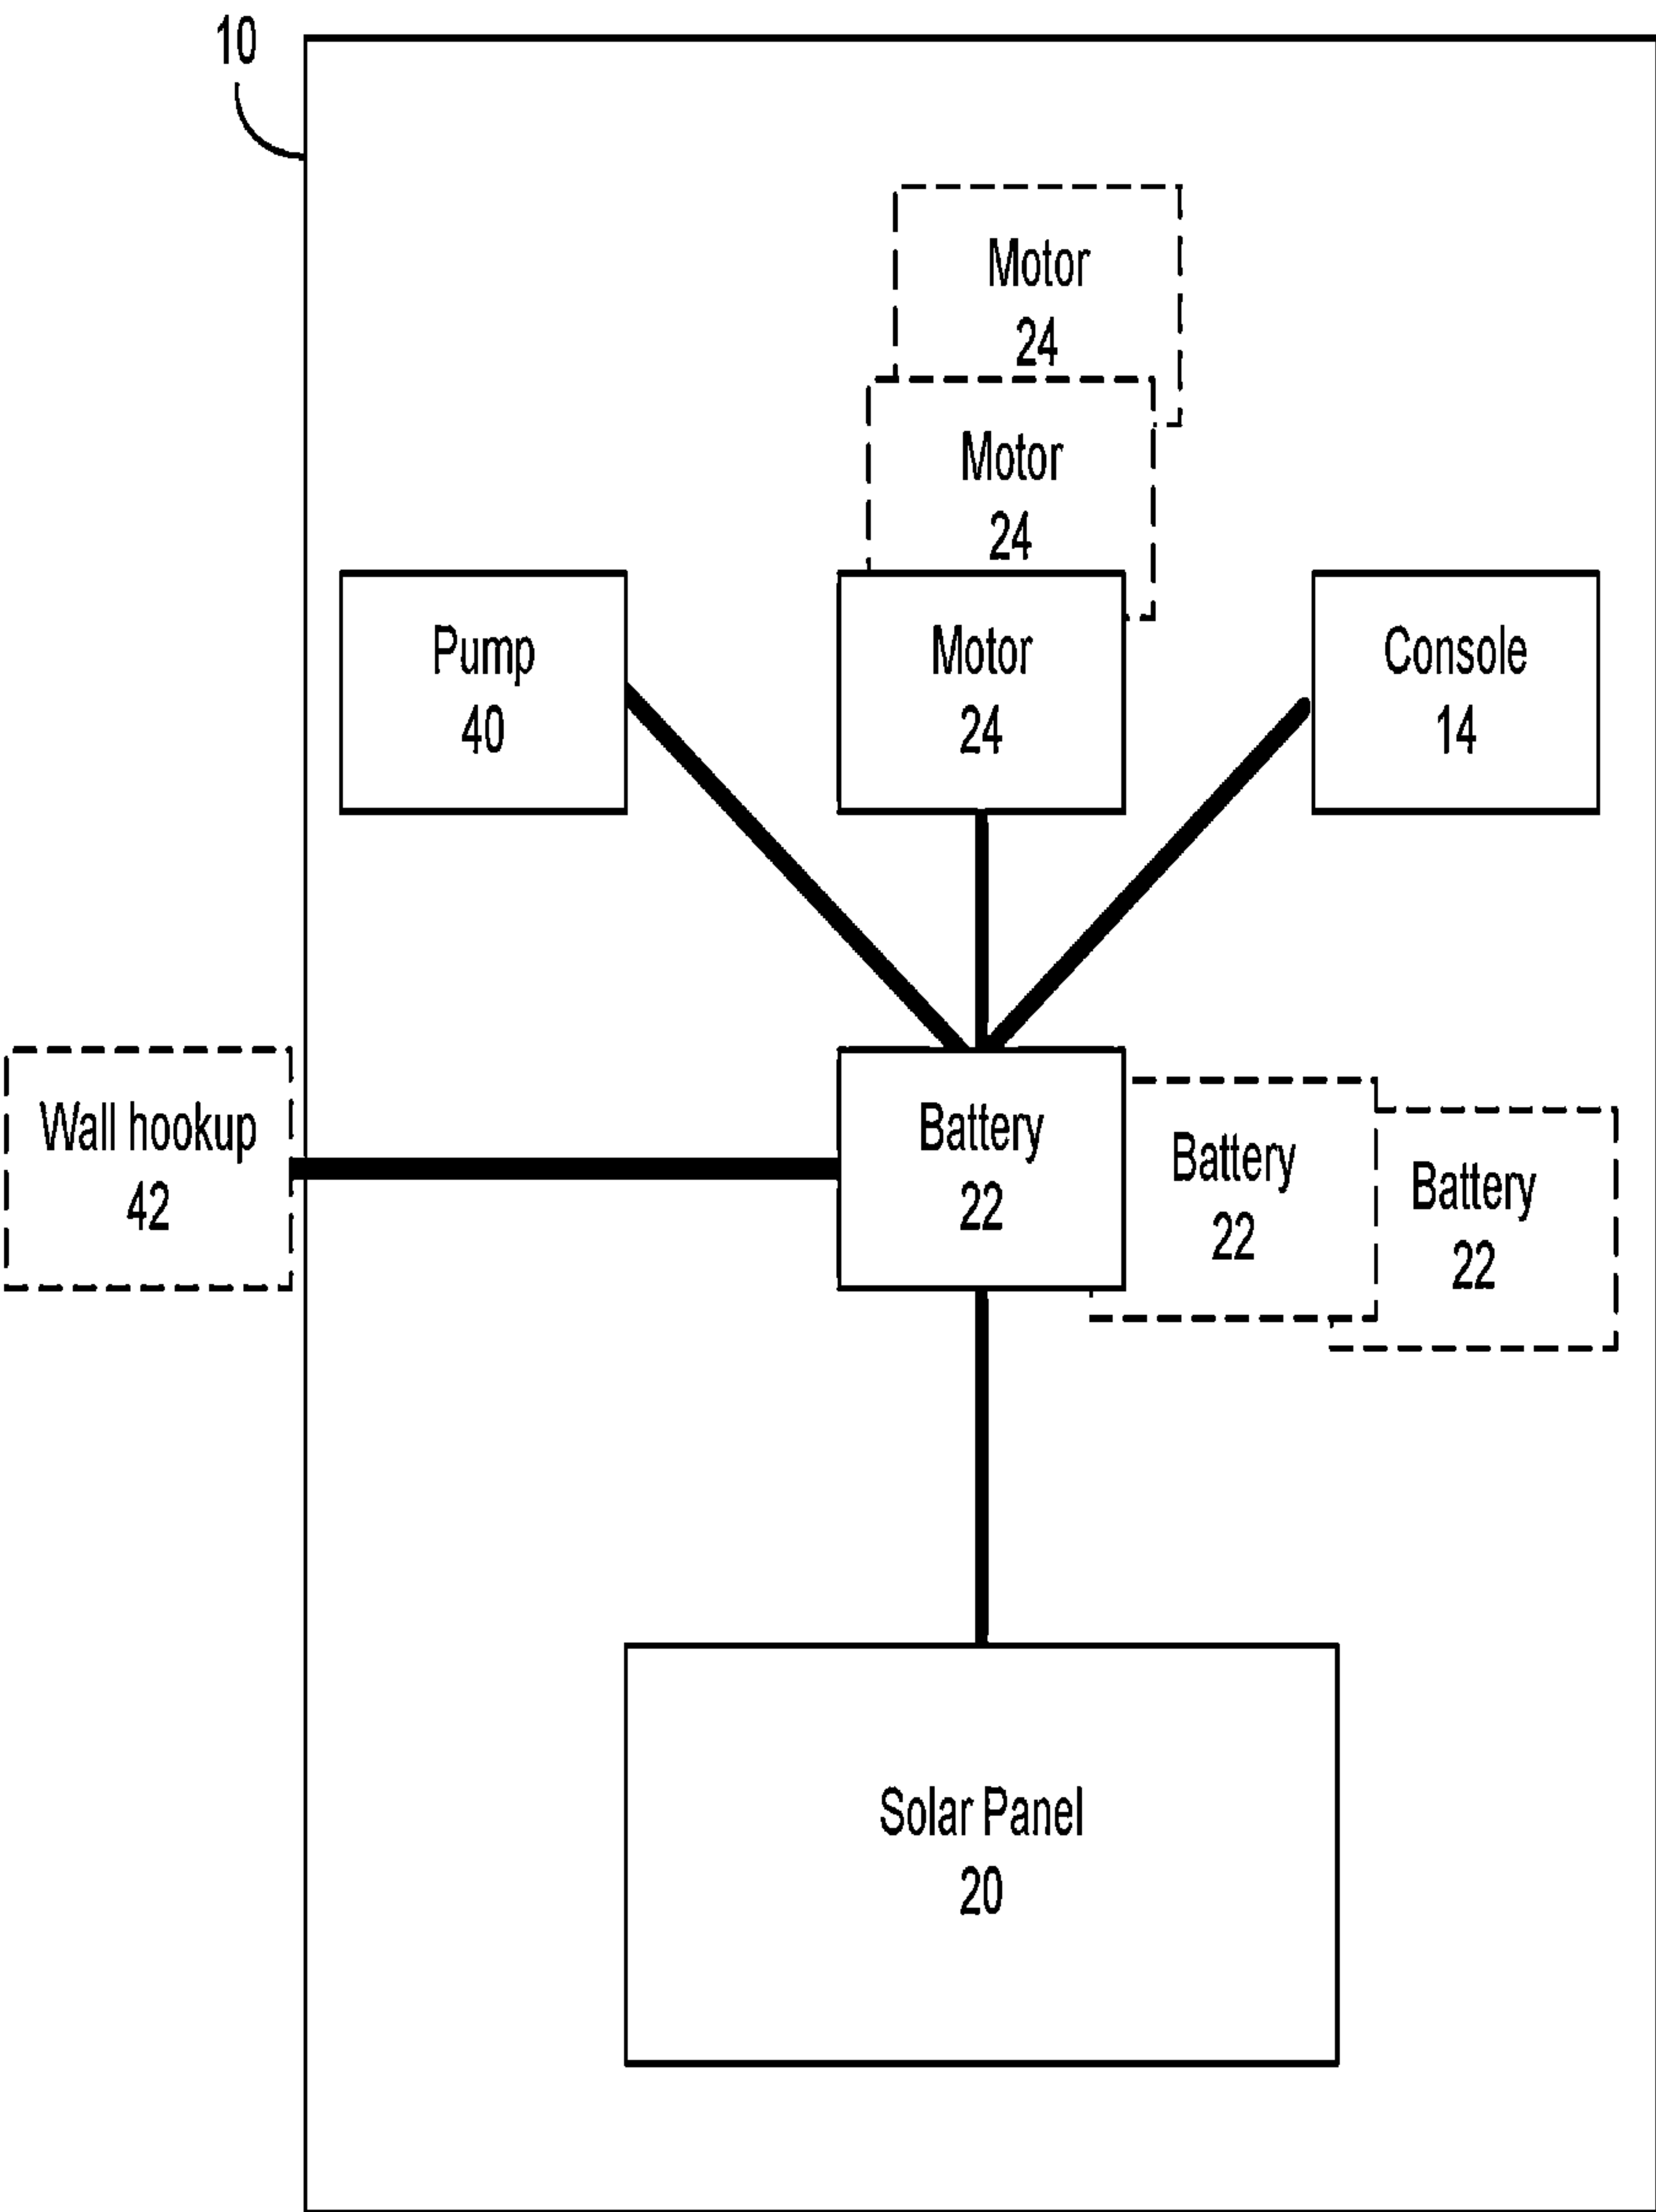 10
Motor
24
Motor
24
Pump
40
Motor
24
Console
14
Wall hookup
42
Battery
22
Battery
22
Battery
22
Solar Panel
20